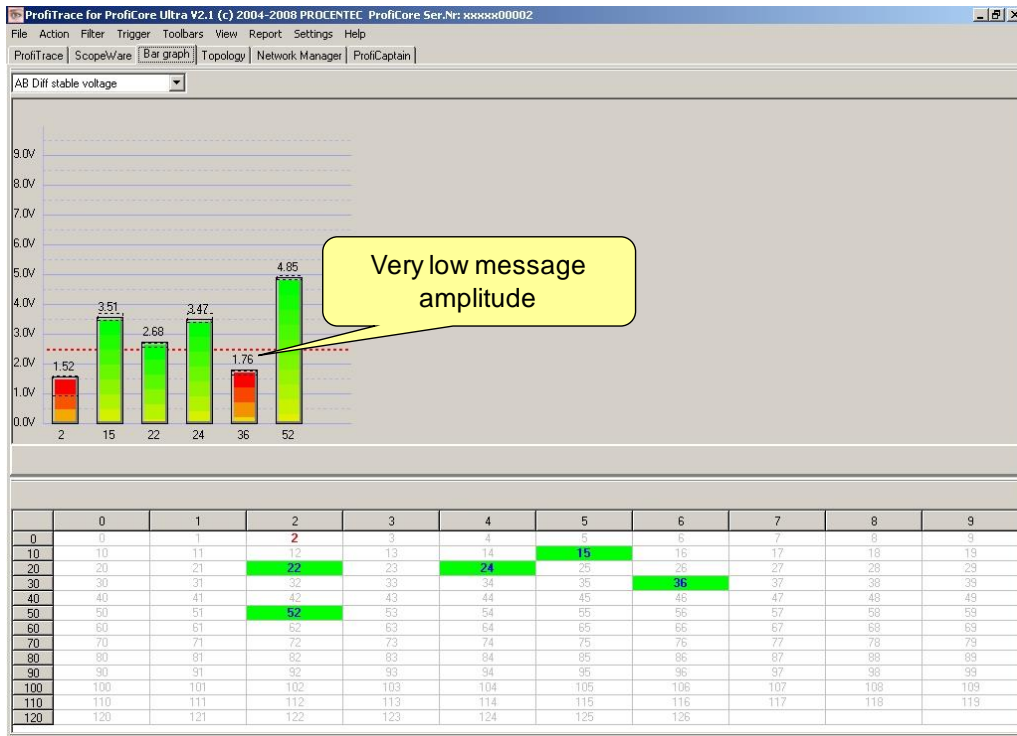 ProfiTrace for ProfiCore Ultra V2.1 (c) 2004-2008 PROCENTEC ProfiCore Ser.Nr: xxxxx00002
File Action Filter Trigger Toolbars View Report Settings Help
ProfiTrace ScopeWare Bar graph Topology Network Manager ProfiCaptain
AB Diff stable voltage
9.0V
8.0V
7.0V
6.0V
5.0V
4.0V
3.0V
2.0V
1.0V
0.0V
1.52
3.51
2.68
3.47
1.76
4.85
Very low message
amplitude
2 15 22 24 36 52
0 1 2 3 4 5 6 7 8 9
0 0 1 2 3 4 5 6 7 8 9
10 10 11 12 13 14 15 16 17 18 19
20 20 21 22 23 24 25 26 27 28 29
30 30 31 32 33 34 35 36 37 38 39
40 40 41 42 43 44 45 46 47 48 49
50 50 51 52 53 54 55 56 57 58 59
60 60 61 62 63 64 65 66 67 68 69
70 70 71 72 73 74 75 76 77 78 79
80 80 81 82 83 84 85 86 87 88 89
90 90 91 92 93 94 95 96 97 98 99
100 100 101 102 103 104 105 106 107 108 109
110 110 111 112 113 114 115 116 117 118 119
120 120 121 122 123 124 125 126